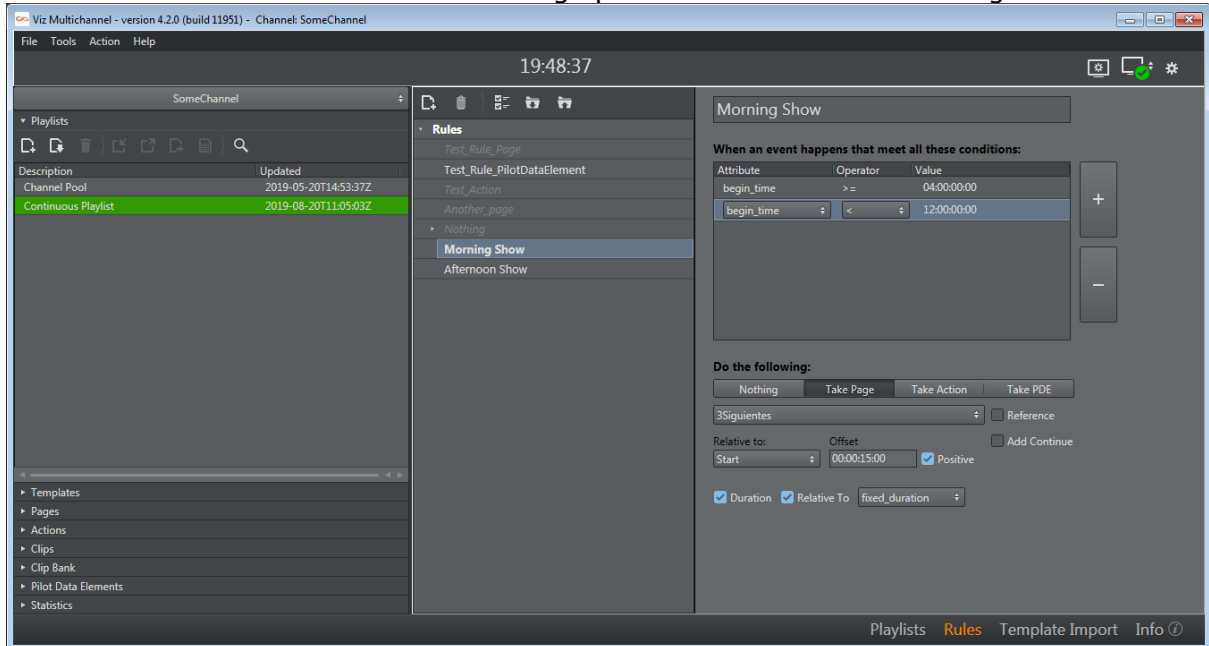 Viz Multichannel - version 4.2.0 (build 11951) - Channel: SomeChannel
File Tools Action Help
19:48:37
SomeChannel
Playlists
Description Updated
Channel Pool 2019-05-20T14:53:37Z
Continuous Playlist 2019-08-20T11:05:03Z
Templates
Pages
Actions
Clips
Clip Bank
Pilot Data Elements
Statistics
Rules
Test_Rule_Page
Test_Rule_PilotDataElement
Test_Action
Another_page
Nothing
Morning Show
Afternoon Show
Morning Show
When an event happens that meet all these conditions:
Attribute Operator Value
begin_time >= 04:00:00:00
begin_time < 12:00:00:00
+
−
Do the following:
Nothing Take Page Take Action Take PDE
3Siguientes Reference
Relative to: Offset Add Continue
Start 00:00:15:00 Positive
Duration Relative To fixed_duration
Playlists Rules Template Import Info